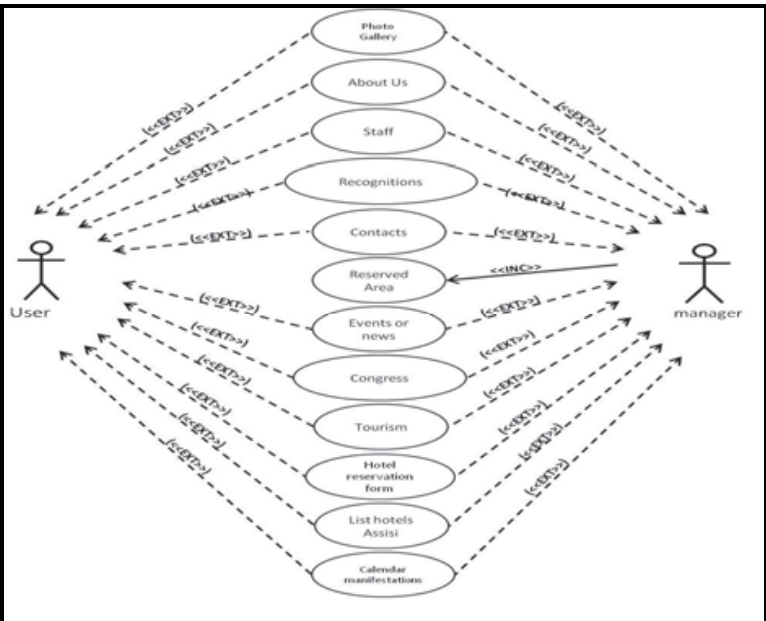 Photo
Gallery
(<<EXT>>)
(<<EXT>>)
About Us
(<<EXT>>)
(<<EXT>>)
Staff
(<<EXT>>)
(<<EXT>>)
Recognitions
(<<EXT>>)
(<<EXT>>)
Contacts
(<<EXT>>)
(<<EXT>>)
Reserved
Area
<<INC>>
User
manager
Events or
news
(<<EXT>>)
(<<EXT>>)
Congress
(<<EXT>>)
(<<EXT>>)
Tourism
(<<EXT>>)
(<<EXT>>)
Hotel
reservation
form
(<<EXT>>)
(<<EXT>>)
List hotels
Assisi
(<<EXT>>)
(<<EXT>>)
Calendar
manifestations
(<<EXT>>)
(<<EXT>>)